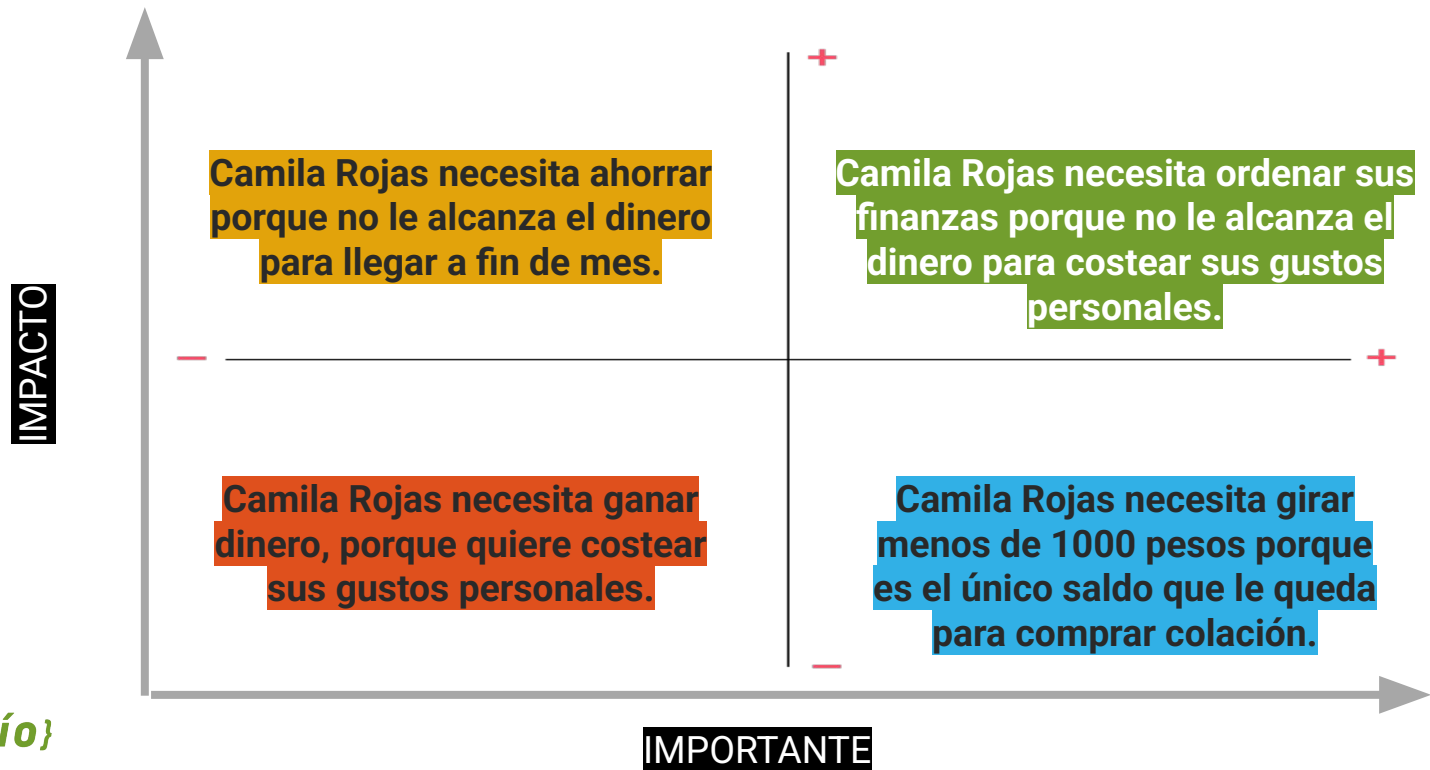 +
Camila Rojas necesita ahorrar
porque no le alcanza el dinero
para llegar a fin de mes.
Camila Rojas necesita ordenar sus
finanzas porque no le alcanza el
dinero para costear sus gustos
personales.
IMPACTO
−
+
Camila Rojas necesita ganar
dinero, porque quiere costear
sus gustos personales.
Camila Rojas necesita girar
menos de 1000 pesos porque
es el único saldo que le queda
para comprar colación.
−
ío}
IMPORTANTE